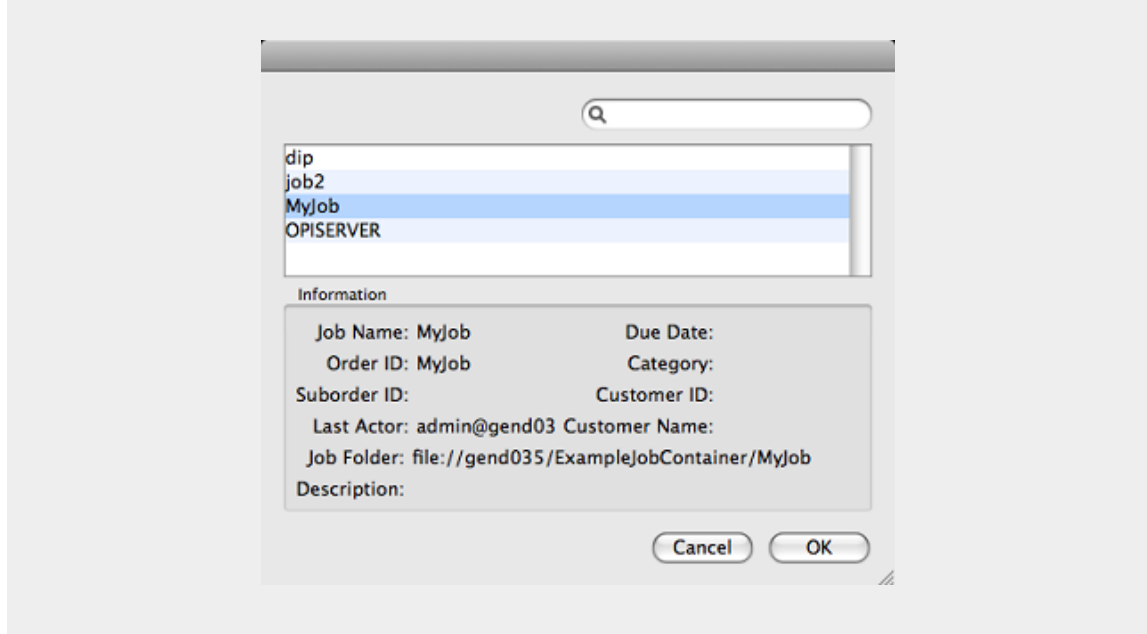 dip
job2
MyJob
OPISERVER
Information
Job Name: MyJob Due Date:
Order ID: MyJob Category:
Suborder ID: Customer ID:
Last Actor: admin@gend03 Customer Name:
Job Folder: file://gend035/ExampleJobContainer/MyJob
Description:
Cancel OK